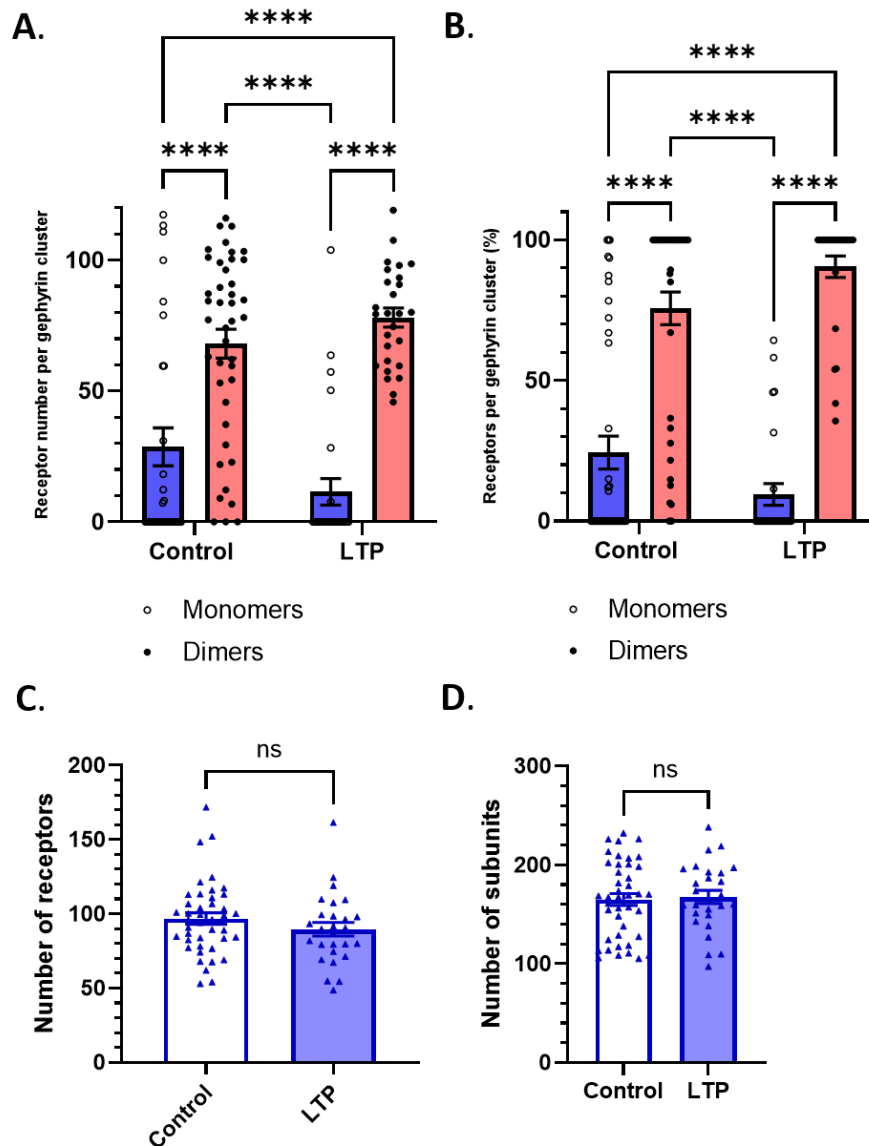 A.
****
****
****
****
Receptor number per gephyrin cluster
100
50
0
Control
LTP
Monomers
Dimers
B.
****
****
****
****
Receptors per gephyrin cluster (%)
100
50
0
Control
LTP
Monomers
Dimers
C.
ns
Number of receptors
200
150
100
50
0
Control
LTP
D.
ns
Number of subunits
300
200
100
0
Control
LTP